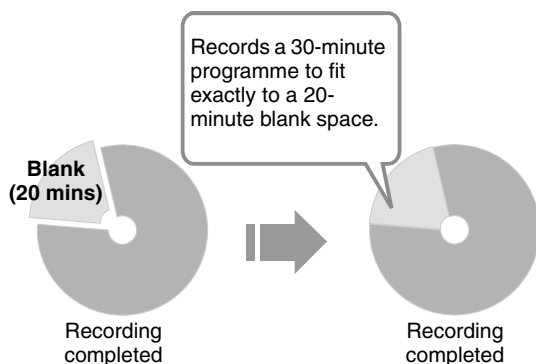 Records a 30-minute
programme to fit
exactly to a 20-
minute blank space.
Blank
(20 mins)
Recording
completed
Recording
completed